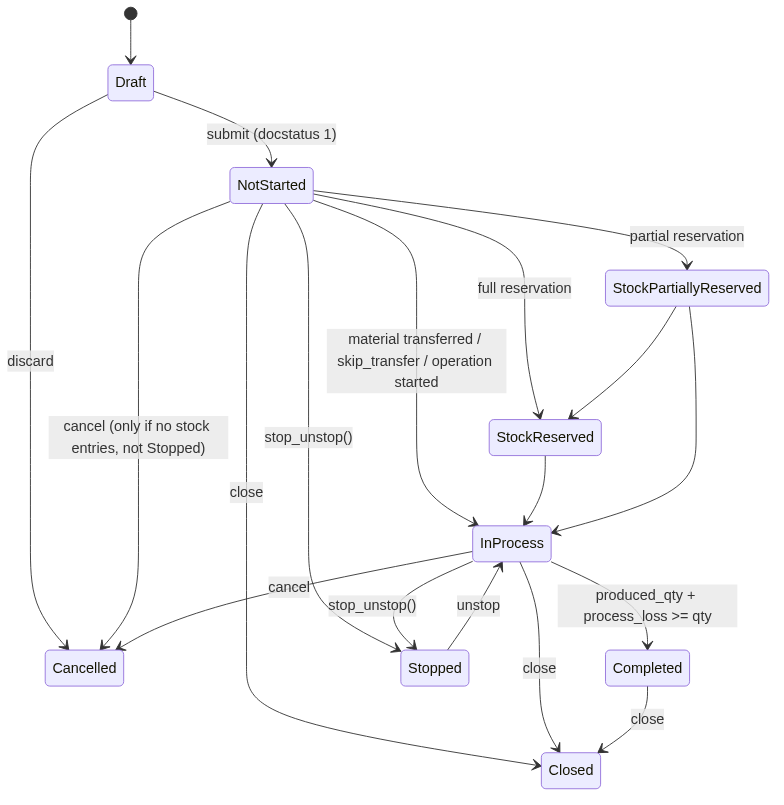 Draft
submit (docstatus 1)
NotStarted
partial reservation
full reservation
StockPartiallyReserved
material transferred /
skip_transfer / operation
started
discard
cancel (only if no stock
entries, not Stopped)
stop_unstop()
StockReserved
close
InProcess
cancel
stop_unstop()
unstop
produced_qty +
process_loss >= qty
Cancelled
Stopped
close
Completed
close
Closed